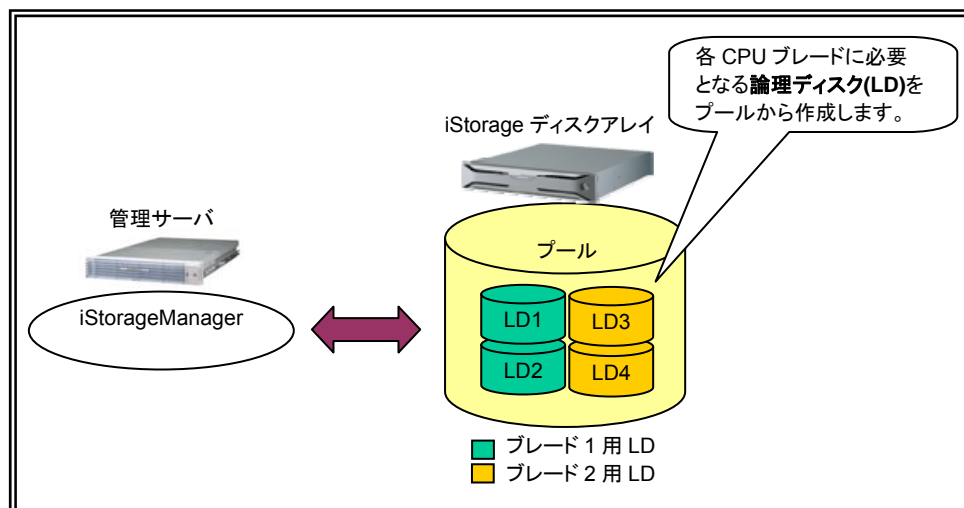 各 CPU ブレードに必要
となる論理ディスク(LD)を
プールから作成します。
iStorage ディスクアレイ
管理サーバ
プール
iStorageManager
LD1
LD3
LD2
LD4
ブレード 1 用 LD
ブレード 2 用 LD